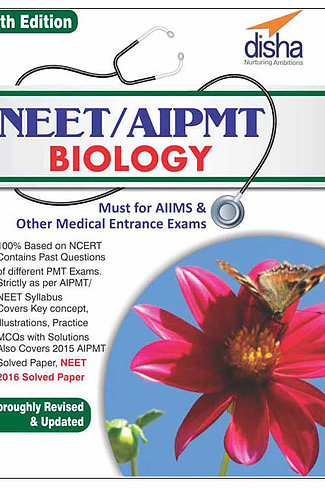 th Edition
disha
Nurturing Ambitions
NEET/AIPMT
BIOLOGY
Must for AIIMS &
Other Medical Entrance Exams
100% Based on NCERT
Contains Past Questions
of different PMT Exams.
Strictly as per AIPMT/
NEET Syllabus
Covers Key concept,
llustrations, Practice
MCQs with Solutions
Also Covers 2015 AIPMT
Solved Paper, NEET
2016 Solved Paper
oroughly Revised
& Updated